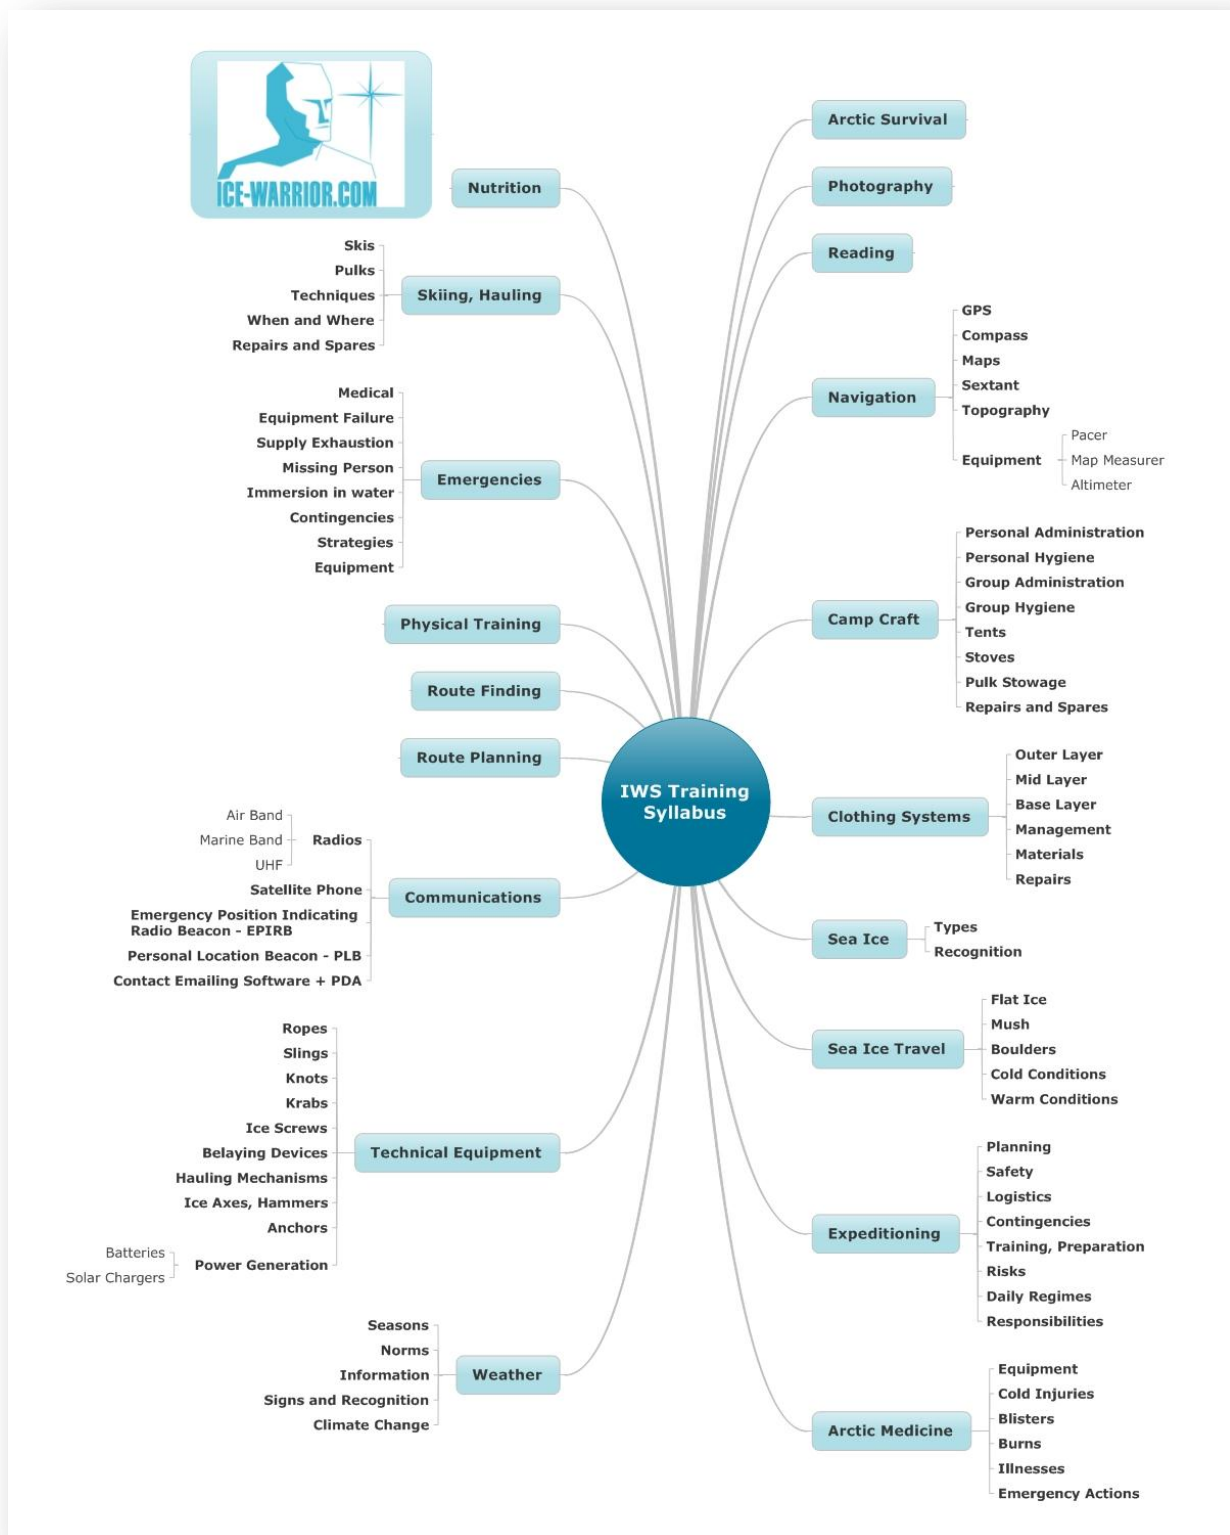 ICE-WARRIOR.COM
Nutrition
Skiing, Hauling
Skis
Pulks
Techniques
When and Where
Repairs and Spares
Emergencies
Medical
Equipment Failure
Supply Exhaustion
Missing Person
Immersion in water
Contingencies
Strategies
Equipment
Physical Training
Route Finding
Route Planning
Communications
Radios
Air Band
Marine Band
UHF
Satellite Phone
Emergency Position Indicating
Radio Beacon - EPIRB
Personal Location Beacon - PLB
Contact Emailing Software + PDA
Technical Equipment
Ropes
Slings
Knots
Krabs
Ice Screws
Belaying Devices
Hauling Mechanisms
Ice Axes, Hammers
Anchors
Power Generation
Batteries
Solar Chargers
Weather
Seasons
Norms
Information
Signs and Recognition
Climate Change
IWS Training
Syllabus
Arctic Survival
Photography
Reading
Navigation
GPS
Compass
Maps
Sextant
Topography
Equipment
Pacer
Map Measurer
Altimeter
Camp Craft
Personal Administration
Personal Hygiene
Group Administration
Group Hygiene
Tents
Stoves
Pulk Stowage
Repairs and Spares
Clothing Systems
Outer Layer
Mid Layer
Base Layer
Management
Materials
Repairs
Sea Ice
Types
Recognition
Sea Ice Travel
Flat Ice
Mush
Boulders
Cold Conditions
Warm Conditions
Expeditioning
Planning
Safety
Logistics
Contingencies
Training, Preparation
Risks
Daily Regimes
Responsibilities
Arctic Medicine
Equipment
Cold Injuries
Blisters
Burns
Illnesses
Emergency Actions